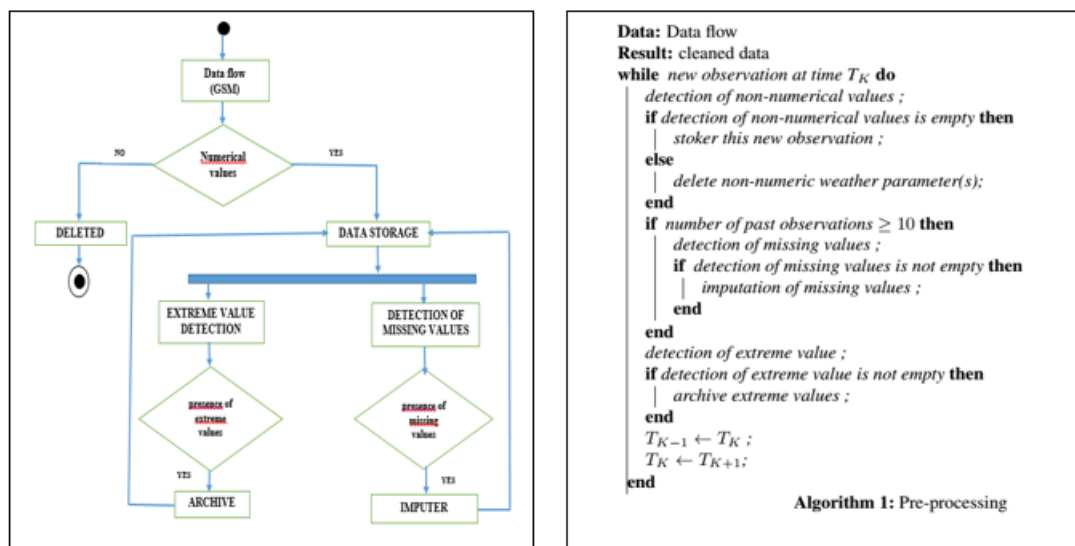 Data flow
(GSM)
NO
Numerical
values
YES
DELETED
DATA STORAGE
EXTREME VALUE
DETECTION
DETECTION OF
MISSING VALUES
presence of
extreme
values
presence of
missing
values
YES
YES
ARCHIVE
IMPUTER
Data: Data flow
Result: cleaned data
while new observation at time T_K do
detection of non-numerical values ;
if detection of non-numerical values is empty then
stoker this new observation ;
else
delete non-numeric weather parameter(s);
end
if number of past observations ≥ 10 then
detection of missing values ;
if detection of missing values is not empty then
imputation of missing values ;
end
end
detection of extreme value ;
if detection of extreme value is not empty then
archive extreme values ;
end
T_{K−1} ← T_K ;
T_K ← T_{K+1};
end
Algorithm 1: Pre-processing